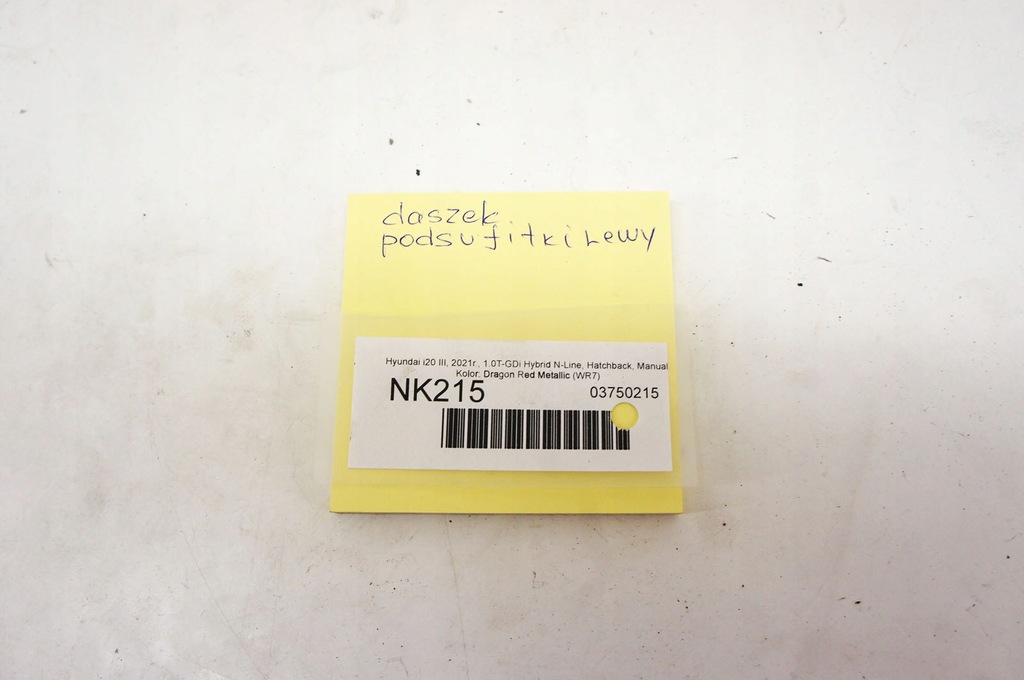 daszek
podsufitki Lewy
Hyundai i20 III, 2021r., 1.0T-GDi Hybrid N-Line, Hatchback, Manual
Kolor: Dragon Red Metallic (WR7)
NK215 03750215